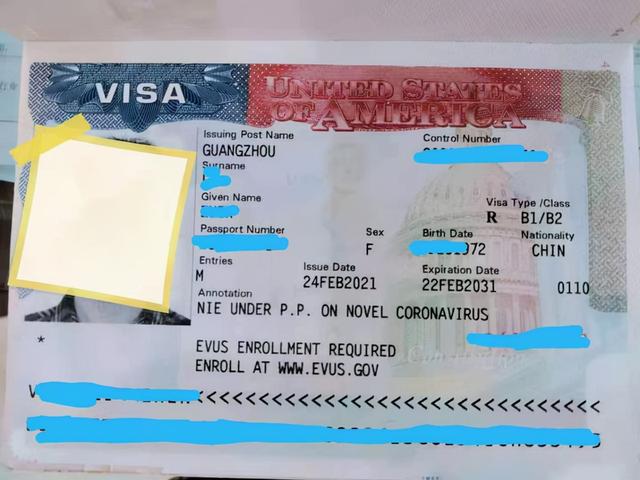 VISA
UNITED STATES
OF AMERICA
Issuing Post Name
GUANGZHOU
Control Number
Surname
Given Name
Visa Type /Class
R B1/B2
Passport Number
Sex
F
Birth Date
972
Nationality
CHIN
Entries
M
Issue Date
24FEB2021
Expiration Date
22FEB2031
0110
Annotation
NIE UNDER P.P. ON NOVEL CORONAVIRUS
*
EVUS ENROLLMENT REQUIRED
ENROLL AT WWW.EVUS.GOV